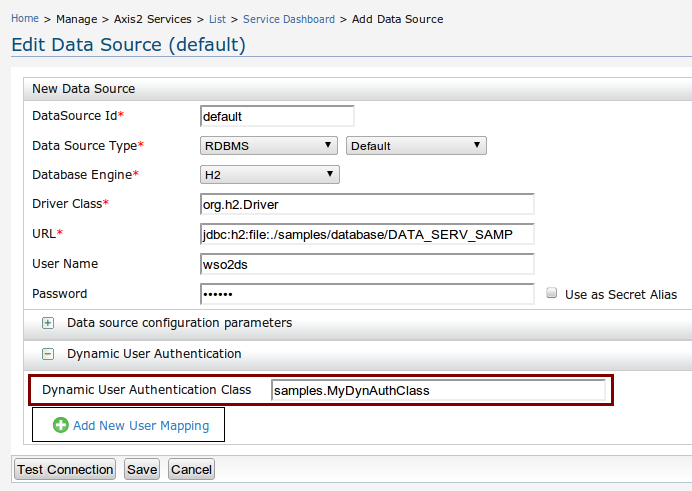 Home > Manage > Axis2 Services > List > Service Dashboard > Add Data Source
Edit Data Source (default)
New Data Source
DataSource Id* default
Data Source Type* RDBMS Default
Database Engine* H2
Driver Class* org.h2.Driver
URL* jdbc:h2:file:./samples/database/DATA_SERV_SAMP
User Name wso2ds
Password •••••• Use as Secret Alias
Data source configuration parameters
Dynamic User Authentication
Dynamic User Authentication Class samples.MyDynAuthClass
Add New User Mapping
Test Connection Save Cancel